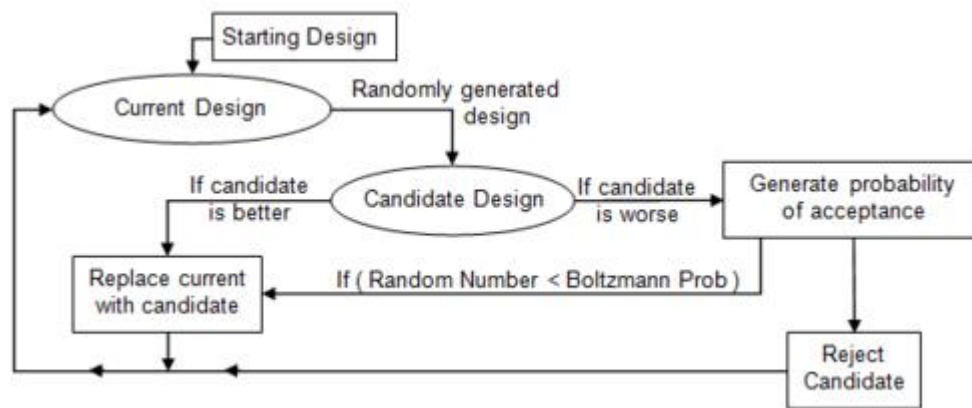 Starting Design
Current Design
Randomly generated
design
If candidate
is better
Candidate Design
If candidate
is worse
Generate probability
of acceptance
Replace current
with candidate
If ( Random Number < Boltzmann Prob )
Reject
Candidate